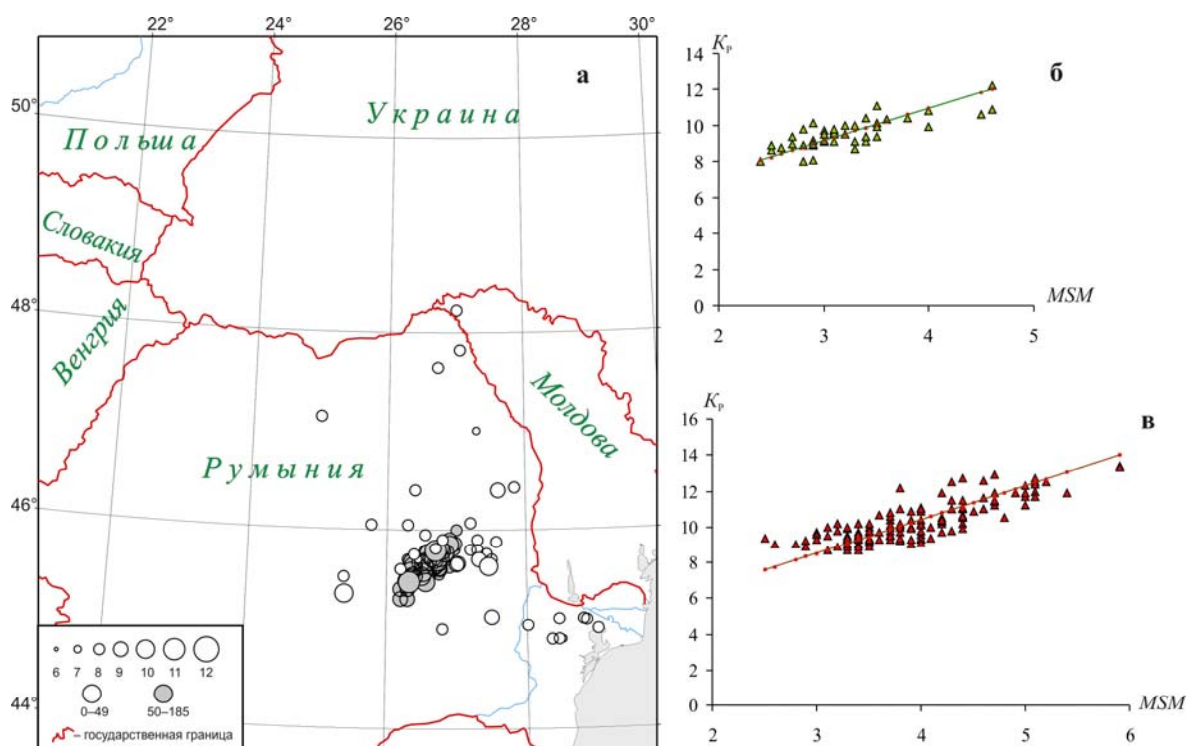 22° 24° 26° 28° 30°
а
50°
48°
46°
44°
Украина
Польша
Словакия
Венгрия
Молдова
Румыния
6 7 8 9 10 11 12
0–49 50–185
– государственная граница
Kр
б
14
12
10
8
6
4
2
0
MSM
2 3 4 5
Kр
в
16
14
12
10
8
6
4
2
0
MSM
2 3 4 5 6